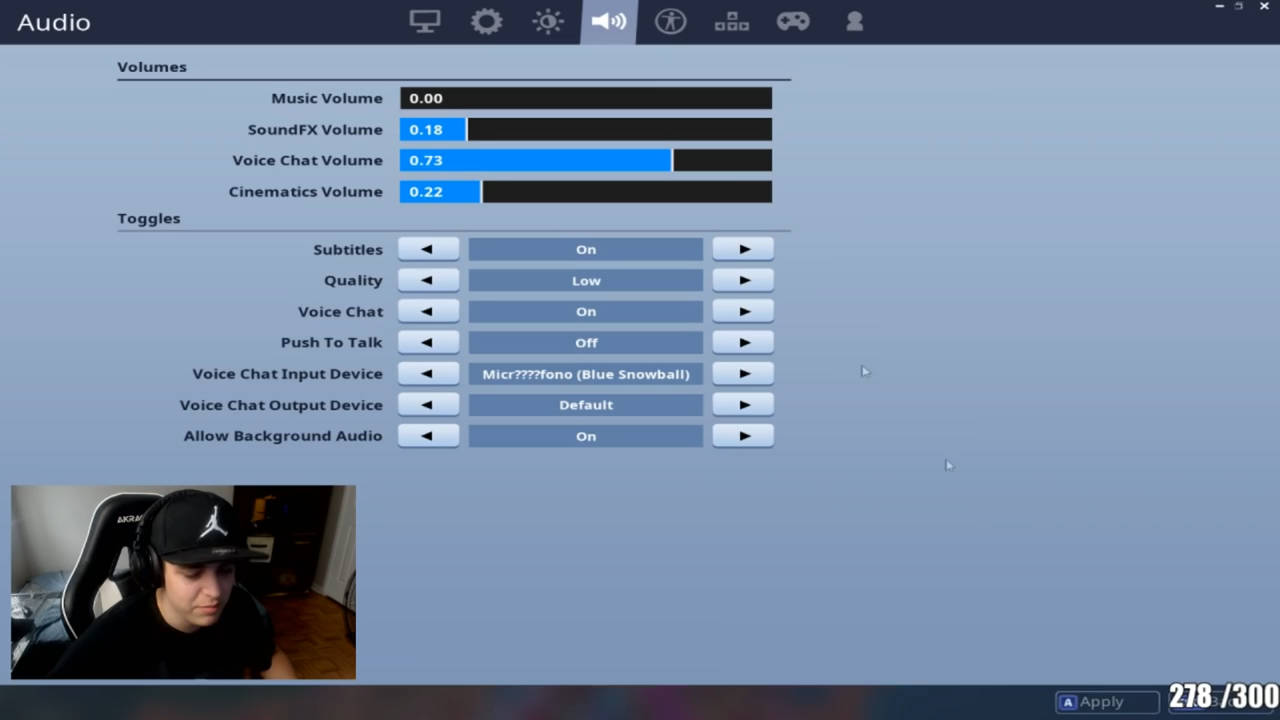 Audio
Volumes
Music Volume 0.00
SoundFX Volume 0.18
Voice Chat Volume 0.73
Cinematics Volume 0.22
Toggles
Subtitles On
Quality Low
Voice Chat On
Push To Talk Off
Voice Chat Input Device Micr????fono (Blue Snowball)
Voice Chat Output Device Default
Allow Background Audio On
A Apply
278 /300